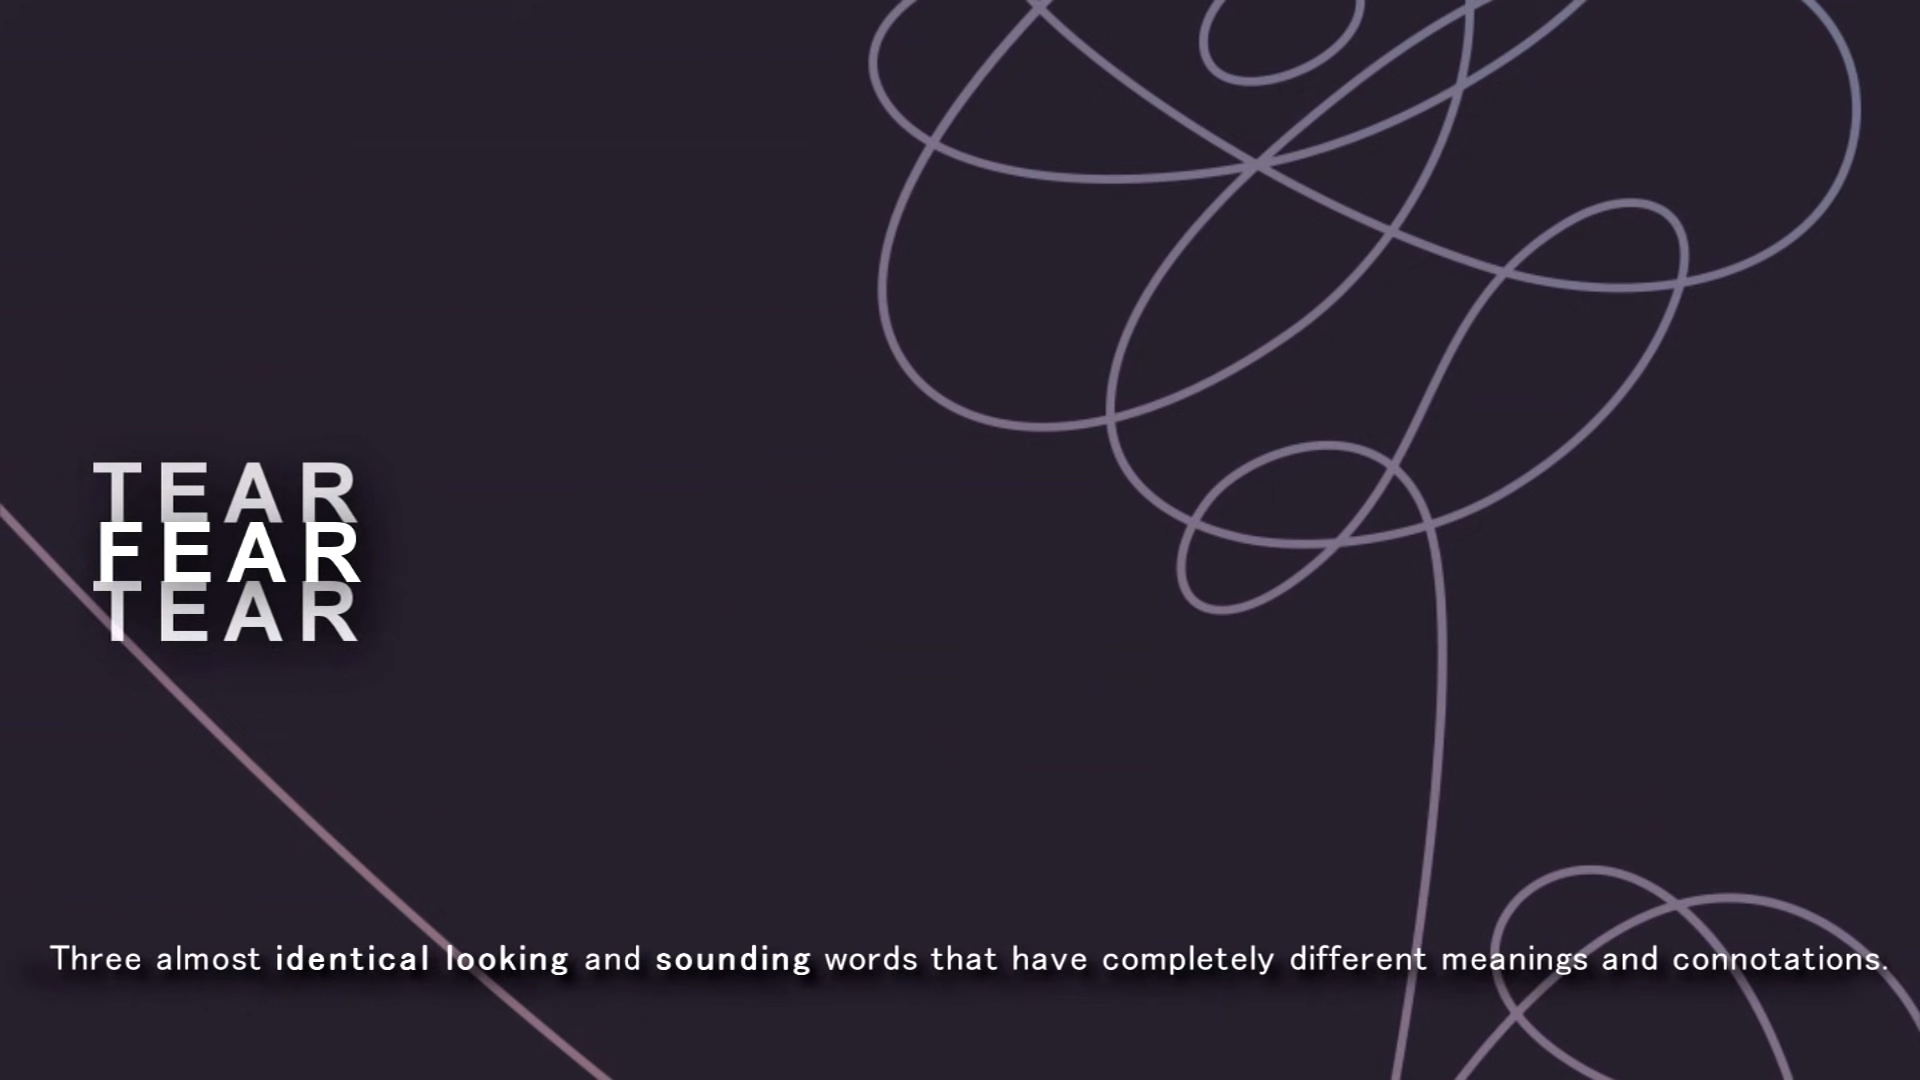 TEAR
FEAR
TEAR
Three almost identical looking and sounding words that have completely different meanings and connotations.